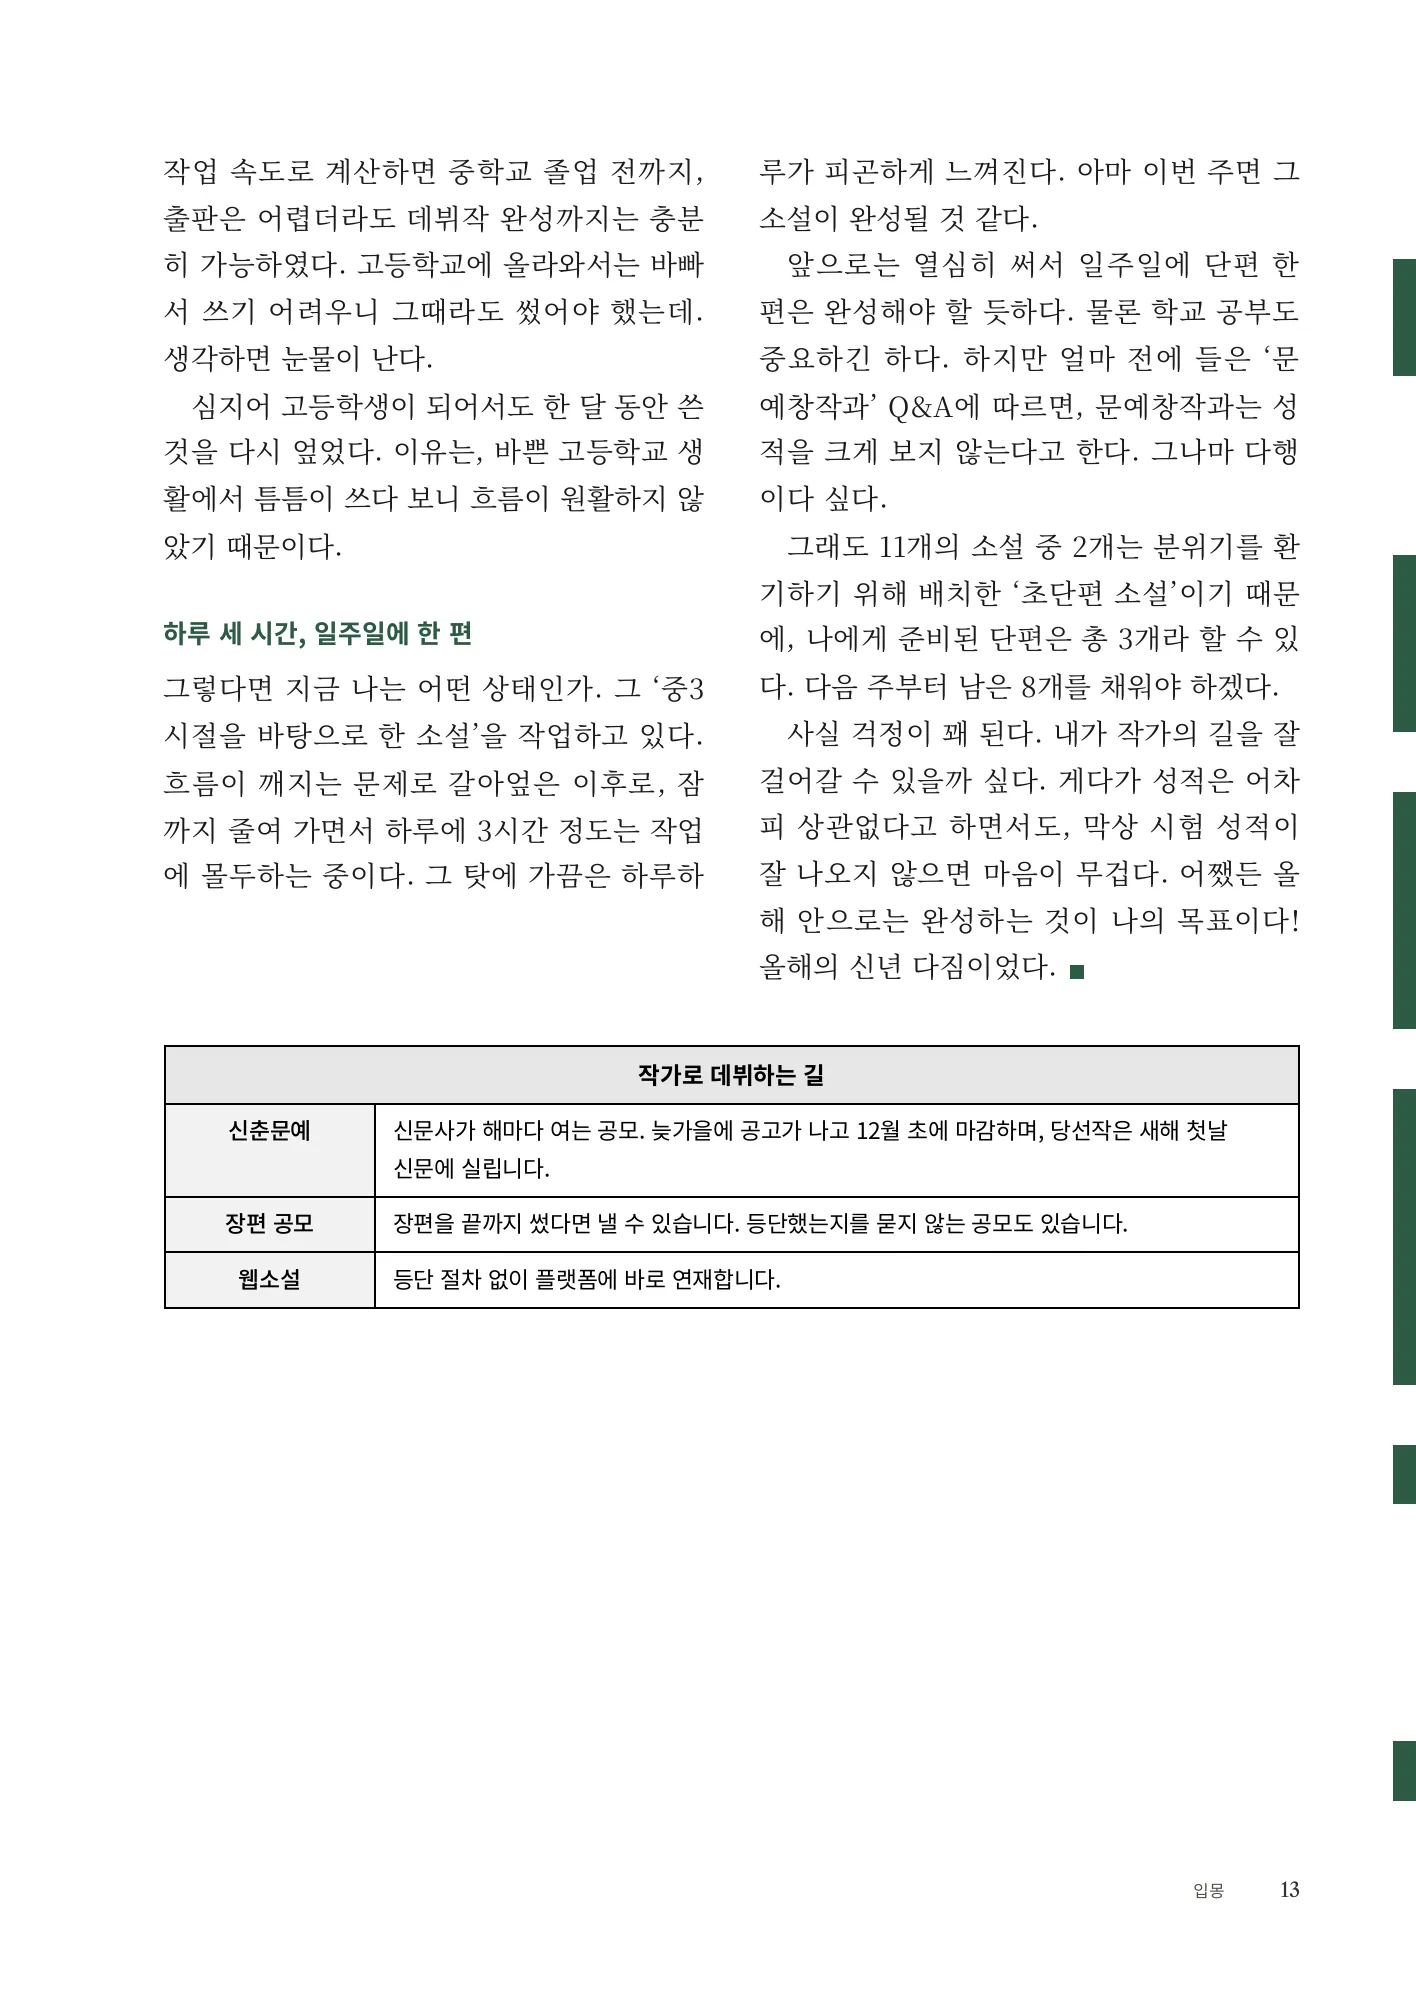 작업 속도로 계산하면 중학교 졸업 전까지,
출판은 어렵더라도 데뷔작 완성까지는 충분
히 가능하였다. 고등학교에 올라와서는 바빠
서 쓰기 어려우니 그때라도 썼어야 했는데.
생각하면 눈물이 난다.
심지어 고등학생이 되어서도 한 달 동안 쓴
것을 다시 엎었다. 이유는, 바쁜 고등학교 생
활에서 틈틈이 쓰다 보니 흐름이 원활하지 않
았기 때문이다.
하루 세 시간, 일주일에 한 편
그렇다면 지금 나는 어떤 상태인가. 그 ‘중3
시절을 바탕으로 한 소설’을 작업하고 있다.
흐름이 깨지는 문제로 갈아엎은 이후로, 잠
까지 줄여 가면서 하루에 3시간 정도는 작업
에 몰두하는 중이다. 그 탓에 가끔은 하루하
루가 피곤하게 느껴진다. 아마 이번 주면 그
소설이 완성될 것 같다.
앞으로는 열심히 써서 일주일에 단편 한
편은 완성해야 할 듯하다. 물론 학교 공부도
중요하긴 하다. 하지만 얼마 전에 들은 ‘문
예창작과’ Q&A에 따르면, 문예창작과는 성
적을 크게 보지 않는다고 한다. 그나마 다행
이다 싶다.
그래도 11개의 소설 중 2개는 분위기를 환
기하기 위해 배치한 ‘초단편 소설’이기 때문
에, 나에게 준비된 단편은 총 3개라 할 수 있
다. 다음 주부터 남은 8개를 채워야 하겠다.
사실 걱정이 꽤 된다. 내가 작가의 길을 잘
걸어갈 수 있을까 싶다. 게다가 성적은 어차
피 상관없다고 하면서도, 막상 시험 성적이
잘 나오지 않으면 마음이 무겁다. 어쨌든 올
해 안으로는 완성하는 것이 나의 목표이다!
올해의 신년 다짐이었다.
작가로 데뷔하는 길
신춘문예
신문사가 해마다 여는 공모. 늦가을에 공고가 나고 12월 초에 마감하며, 당선작은 새해 첫날
신문에 실립니다.
장편 공모
장편을 끝까지 썼다면 낼 수 있습니다. 등단했는지를 묻지 않는 공모도 있습니다.
웹소설
등단 절차 없이 플랫폼에 바로 연재합니다.
입몽 13